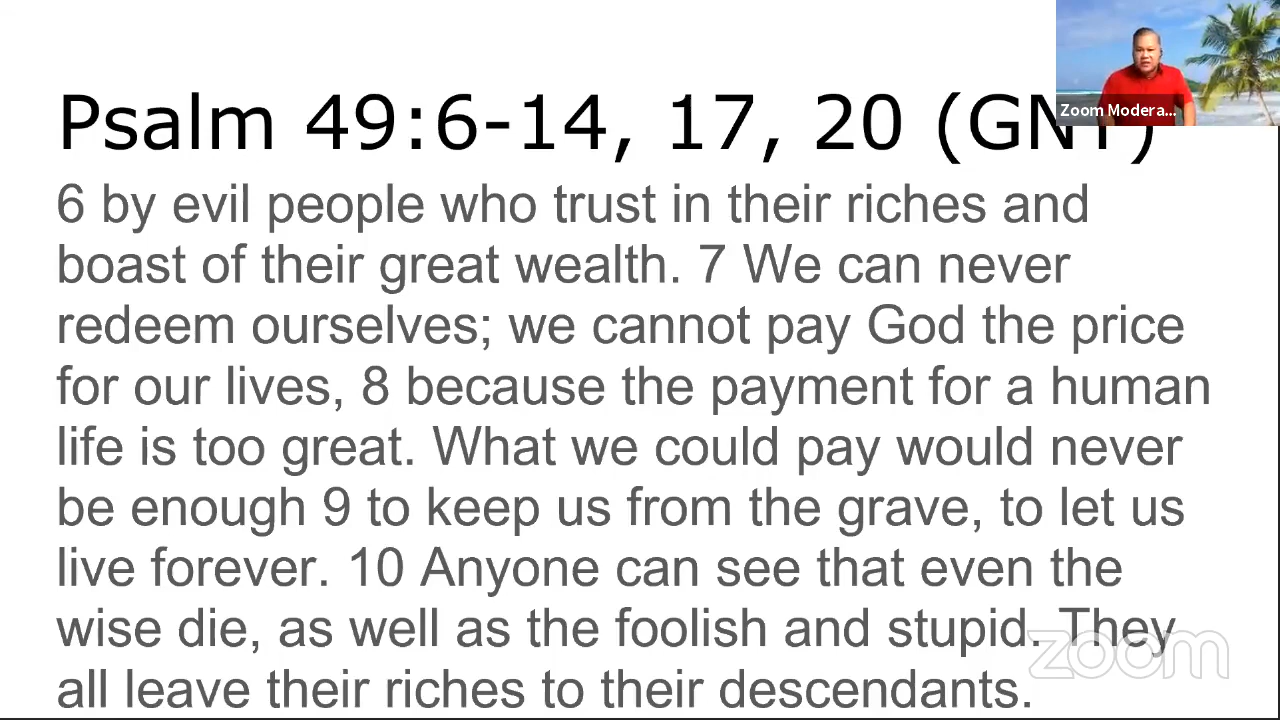 Psalm 49:6-14, 17, 20 (GNT)
Zoom Modera...
6 by evil people who trust in their riches and
boast of their great wealth. 7 We can never
redeem ourselves; we cannot pay God the price
for our lives, 8 because the payment for a human
life is too great. What we could pay would never
be enough 9 to keep us from the grave, to let us
live forever. 10 Anyone can see that even the
wise die, as well as the foolish and stupid. They
all leave their riches to their descendants.
zoom